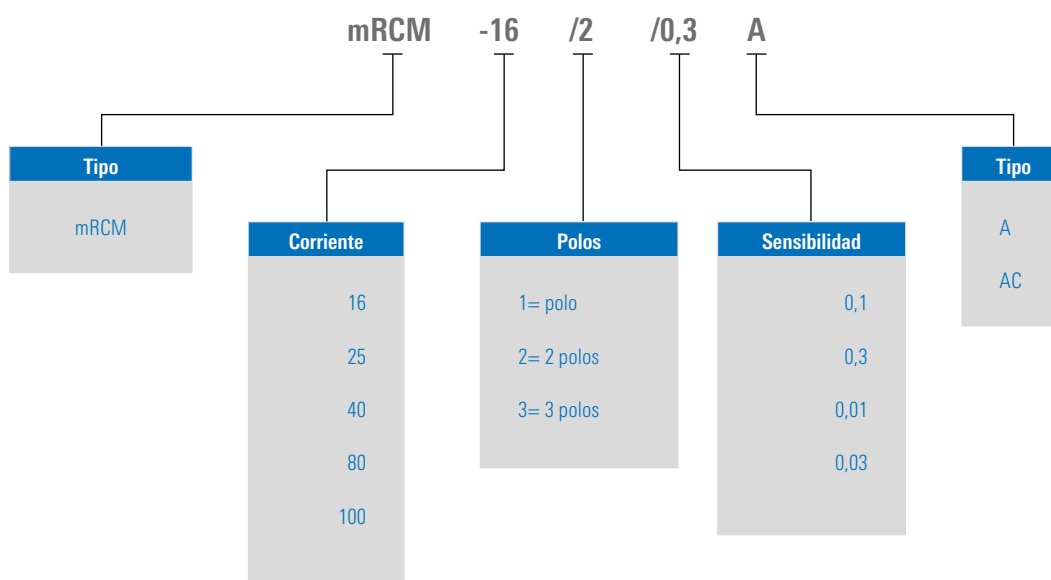 mRCM -16 /2 /0,3 A
Tipo
mRCM
Corriente
16
25
40
80
100
Polos
1= polo
2= 2 polos
3= 3 polos
Sensibilidad
0,1
0,3
0,01
0,03
Tipo
A
AC